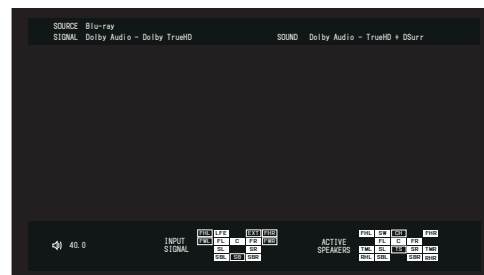 SOURCE Blu-ray
SIGNAL Dolby Audio - Dolby TrueHD SOUND Dolby Audio - TrueHD + DSurr
FHL LFE EXT FHR FHL SW CH FHR
40.0 INPUT SIGNAL FWL FL C FR FWR ACTIVE SPEAKERS FL C FR
SL SR TML SL TS SR TMR
SBL SB SBR RHL SBL SBR RHR